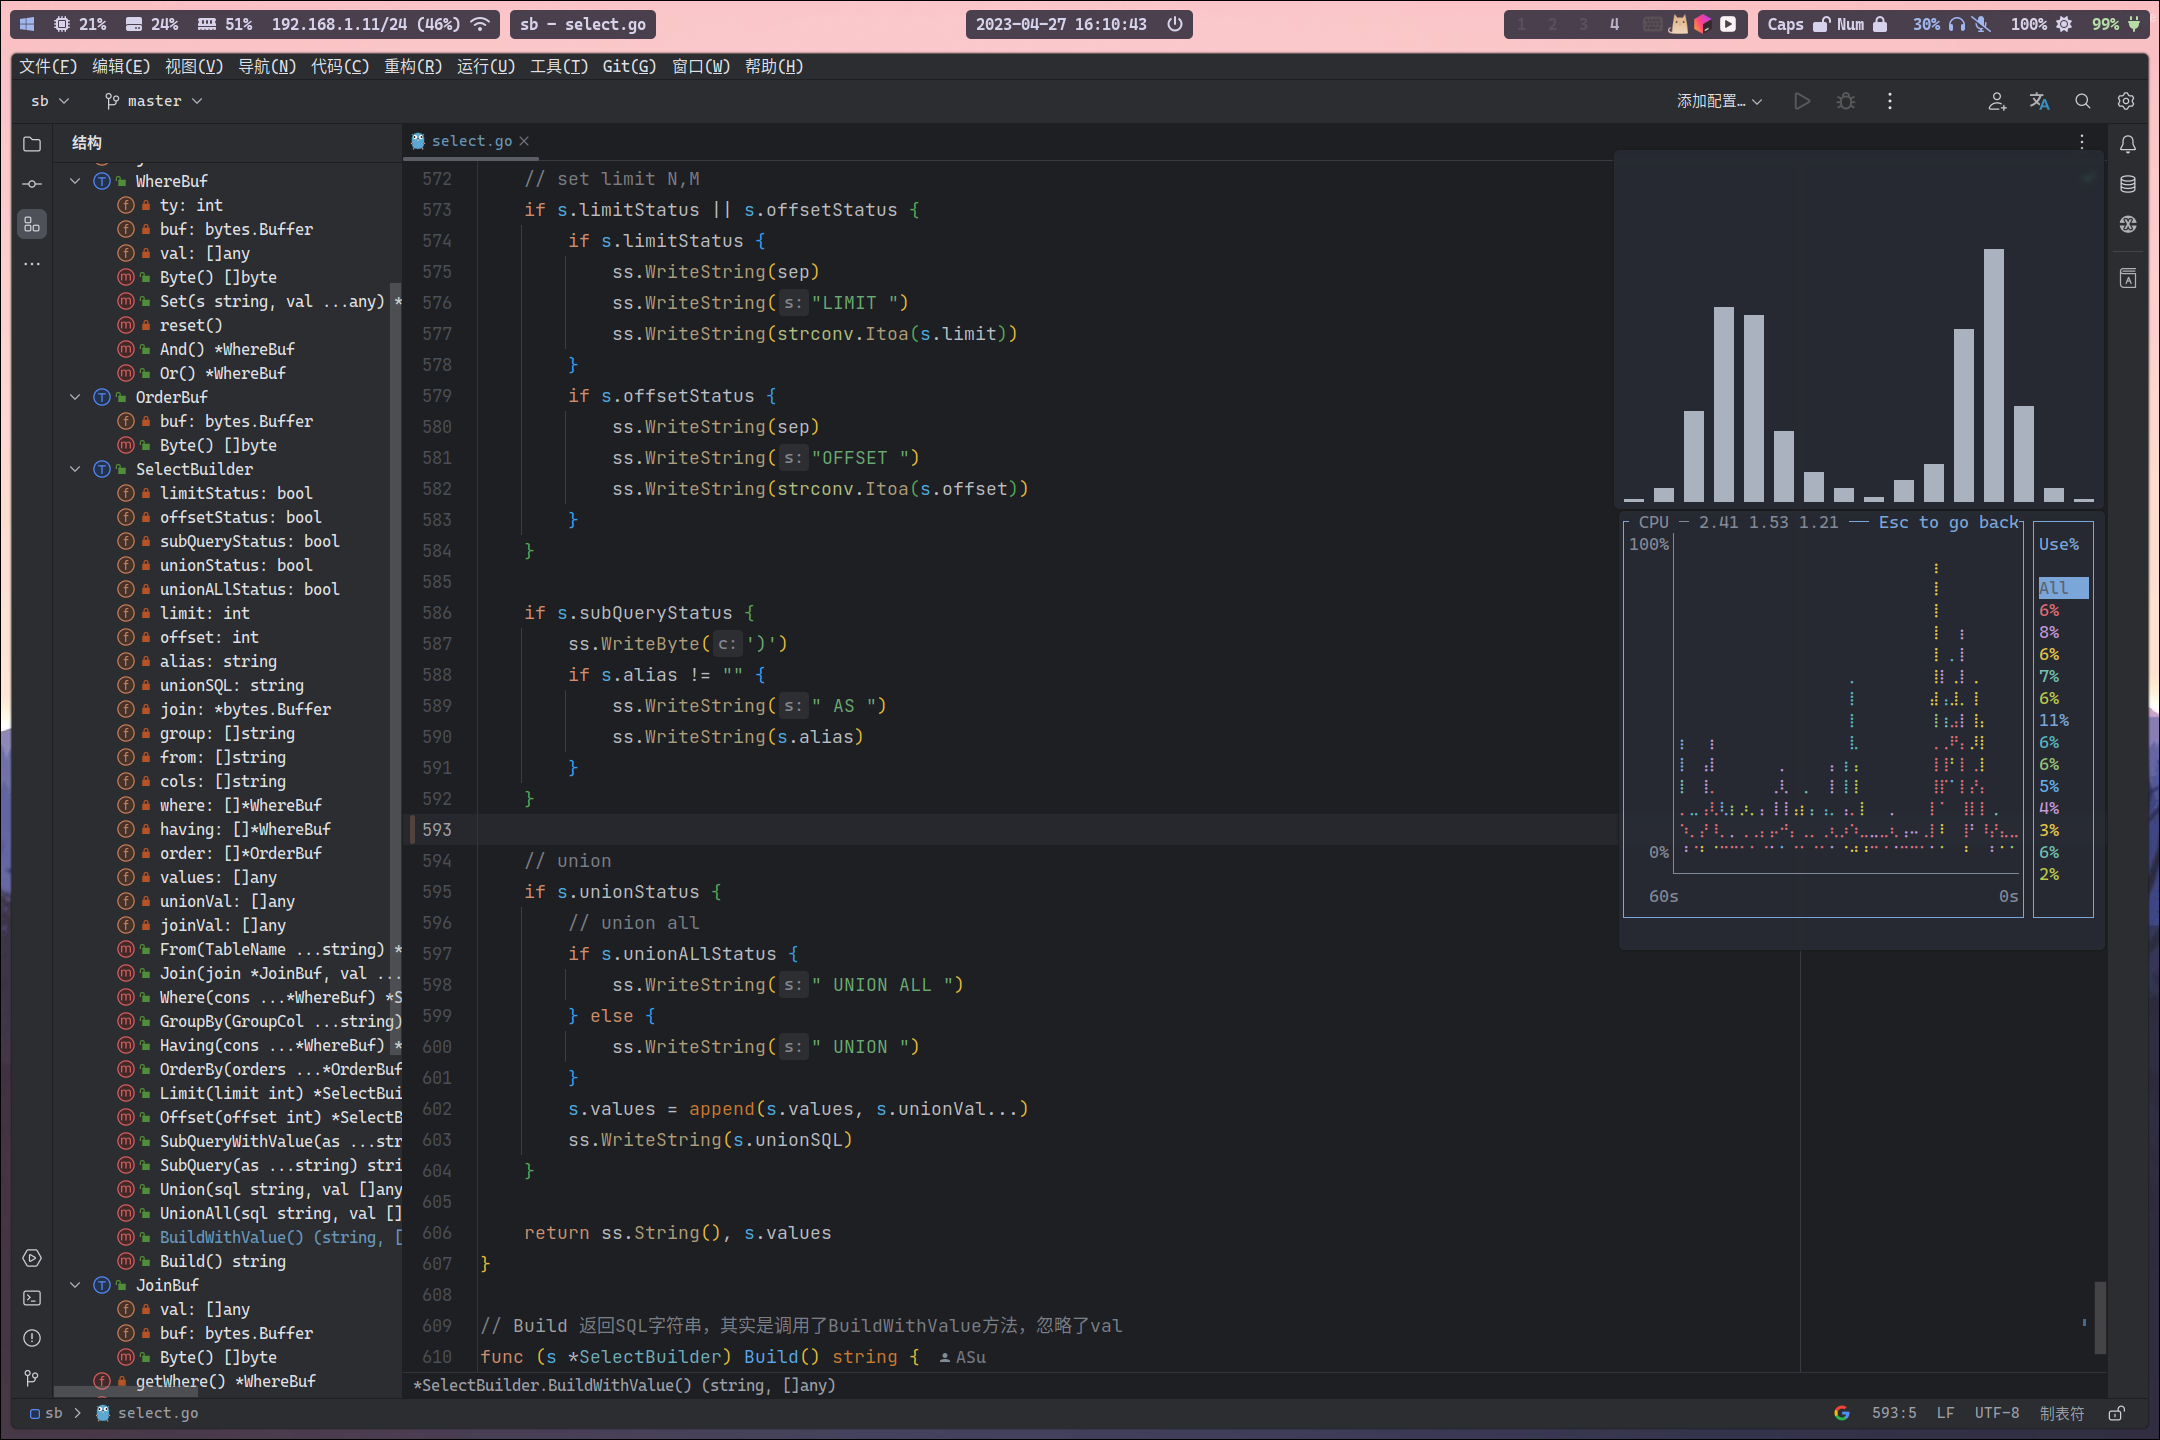 21% 24% 51% 192.168.1.11/24 (46%)
sb - select.go
2023-04-27 16:10:43
1 2 3 4
Caps Num 30% 100% 99%
文件(F) 编辑(E) 视图(V) 导航(N) 代码(C) 重构(R) 运行(U) 工具(T) Git(G) 窗口(W) 帮助(H)
sb master 添加配置...
结构
select.go
WhereBuf
ty: int
buf: bytes.Buffer
val: []any
Byte() []byte
Set(s string, val ...any) *
reset()
And() *WhereBuf
Or() *WhereBuf
OrderBuf
buf: bytes.Buffer
Byte() []byte
SelectBuilder
limitStatus: bool
offsetStatus: bool
subQueryStatus: bool
unionStatus: bool
unionALlStatus: bool
limit: int
offset: int
alias: string
unionSQL: string
join: *bytes.Buffer
group: []string
from: []string
cols: []string
where: []*WhereBuf
having: []*WhereBuf
order: []*OrderBuf
values: []any
unionVal: []any
joinVal: []any
From(TableName ...string) *
Join(join *JoinBuf, val ...
Where(cons ...*WhereBuf) *S
GroupBy(GroupCol ...string)
Having(cons ...*WhereBuf) *
OrderBy(orders ...*OrderBuf
Limit(limit int) *SelectBui
Offset(offset int) *SelectB
SubQueryWithValue(as ...str
SubQuery(as ...string) stri
Union(sql string, val []any
UnionAll(sql string, val []
BuildWithValue() (string, [
Build() string
JoinBuf
val: []any
buf: bytes.Buffer
Byte() []byte
getWhere() *WhereBuf
572 // set limit N,M
573 if s.limitStatus || s.offsetStatus {
574 if s.limitStatus {
575 ss.WriteString(sep)
576 ss.WriteString( s: "LIMIT ")
577 ss.WriteString(strconv.Itoa(s.limit))
578 }
579 if s.offsetStatus {
580 ss.WriteString(sep)
581 ss.WriteString( s: "OFFSET ")
582 ss.WriteString(strconv.Itoa(s.offset))
583 }
584 }
585
586 if s.subQueryStatus {
587 ss.WriteByte( c: ')')
588 if s.alias != "" {
589 ss.WriteString( s: " AS ")
590 ss.WriteString(s.alias)
591 }
592 }
593
594 // union
595 if s.unionStatus {
596 // union all
597 if s.unionALlStatus {
598 ss.WriteString( s: " UNION ALL ")
599 } else {
600 ss.WriteString( s: " UNION ")
601 }
602 s.values = append(s.values, s.unionVal...)
603 ss.WriteString(s.unionSQL)
604 }
605
606 return ss.String(), s.values
607 }
608
609 // Build 返回SQL字符串，其实是调用了BuildWithValue方法，忽略了val
610 func (s *SelectBuilder) Build() string { ASu
*SelectBuilder.BuildWithValue() (string, []any)
CPU — 2.41 1.53 1.21 — Esc to go back
100%
0%
60s 0s
Use%
All
6%
8%
6%
7%
6%
11%
6%
6%
5%
4%
3%
6%
2%
sb > select.go
593:5 LF UTF-8 制表符